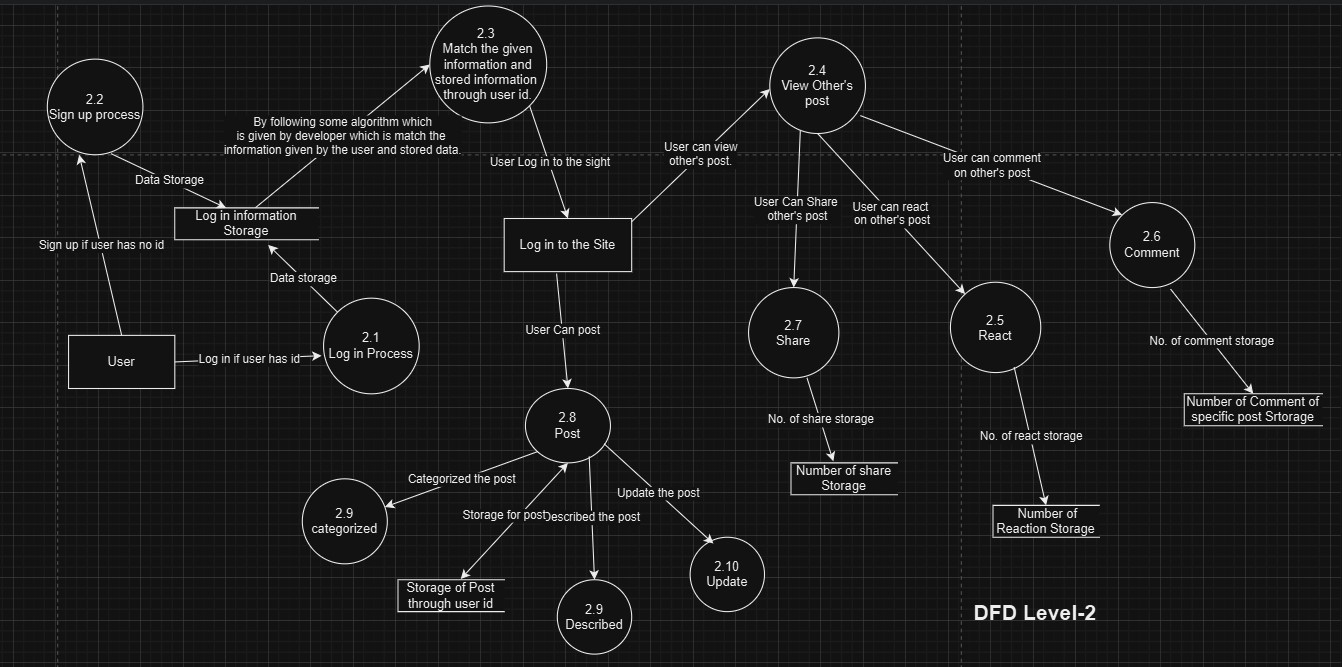 2.3
Match the given
information and
stored information
through user id.
2.4
View Other's
post
2.2
Sign up process
By following some algorithm which
is given by developer which is match the
information given by the user and stored data.
User Log in to the sight
User can view
other's post.
User can comment
on other's post
Data Storage
Log in information
Storage
User Can Share
other's post
User can react
on other's post
Sign up if user has no id
Log in to the Site
2.6
Comment
Data storage
2.1
Log in Process
User
Log in if user has id
User Can post
2.7
Share
2.5
React
No. of comment storage
2.8
Post
No. of share storage
Number of Comment of
specific post Srtorage
No. of react storage
Categorized the post
Number of share
Storage
Update the post
Storage for post
Described the post
2.9
categorized
Number of
Reaction Storage
2.10
Update
Storage of Post
through user id
2.9
Described
DFD Level-2